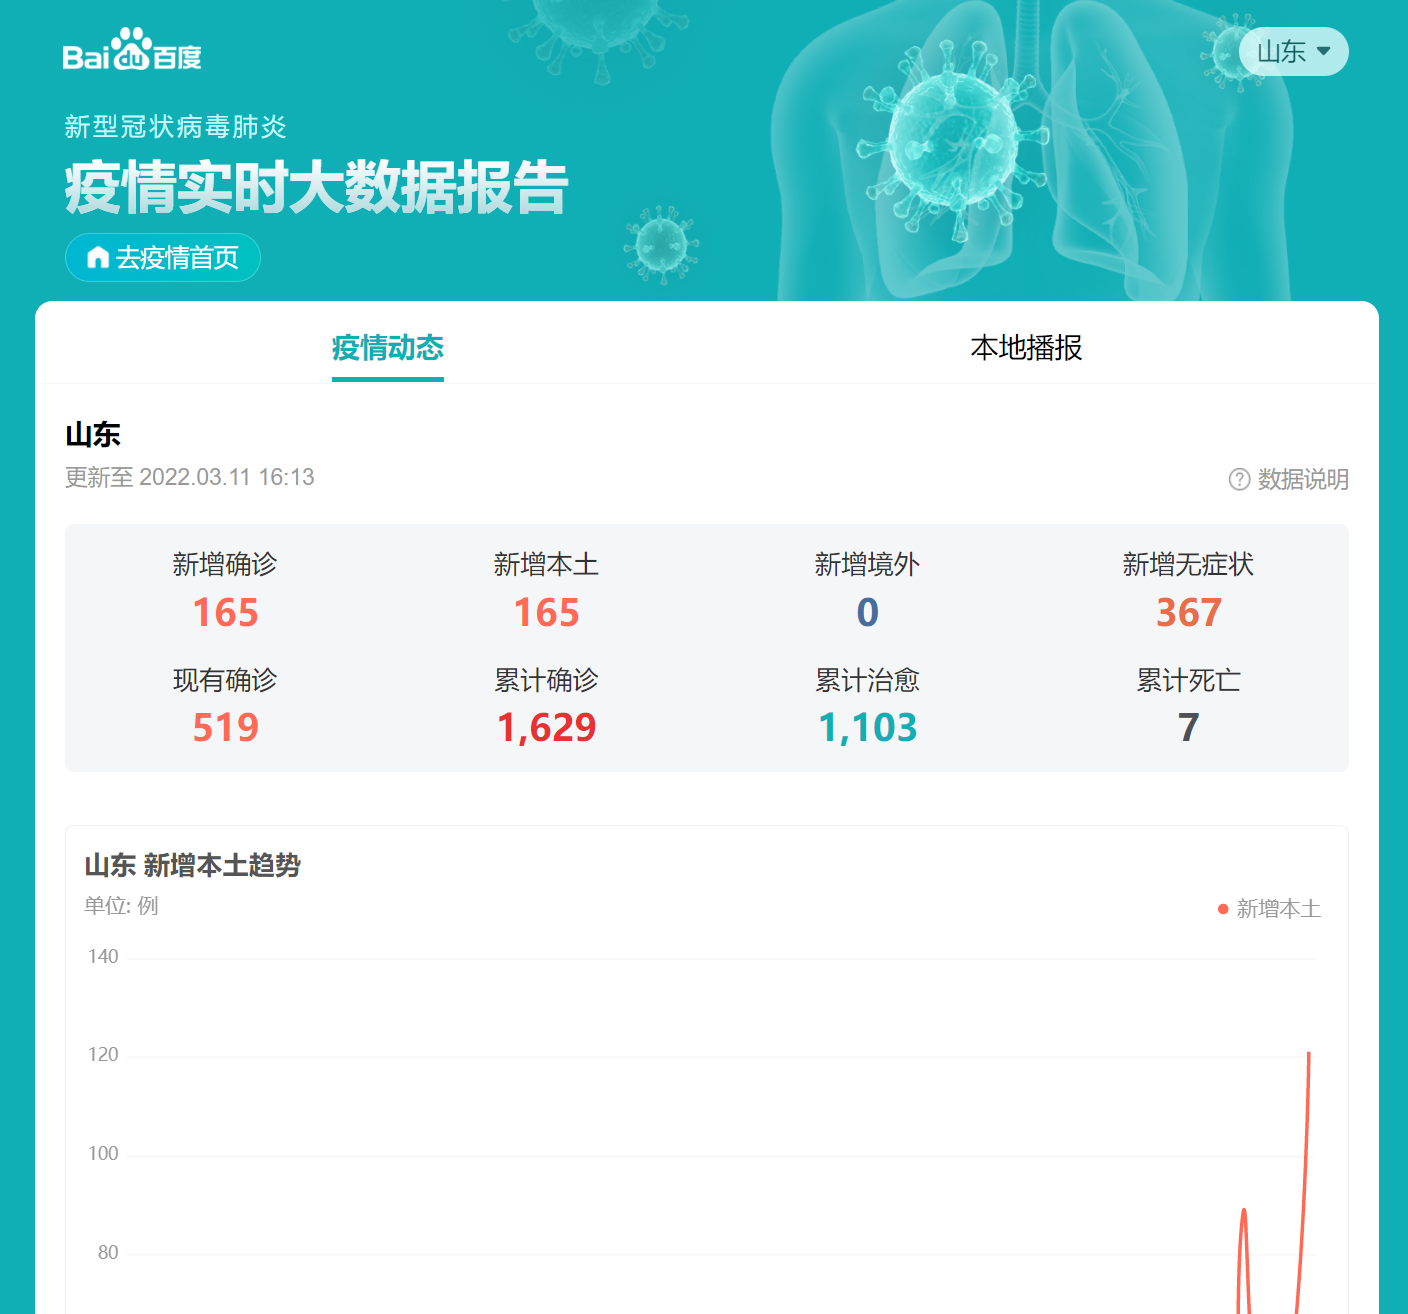 Baidu百度
山东
新型冠状病毒肺炎
疫情实时大数据报告
去疫情首页
疫情动态 本地播报
山东
更新至 2022.03.11 16:13
? 数据说明
新增确诊 新增本土 新增境外 新增无症状
165 165 0 367
现有确诊 累计确诊 累计治愈 累计死亡
519 1,629 1,103 7
山东 新增本土趋势
单位: 例
新增本土
140
120
100
80